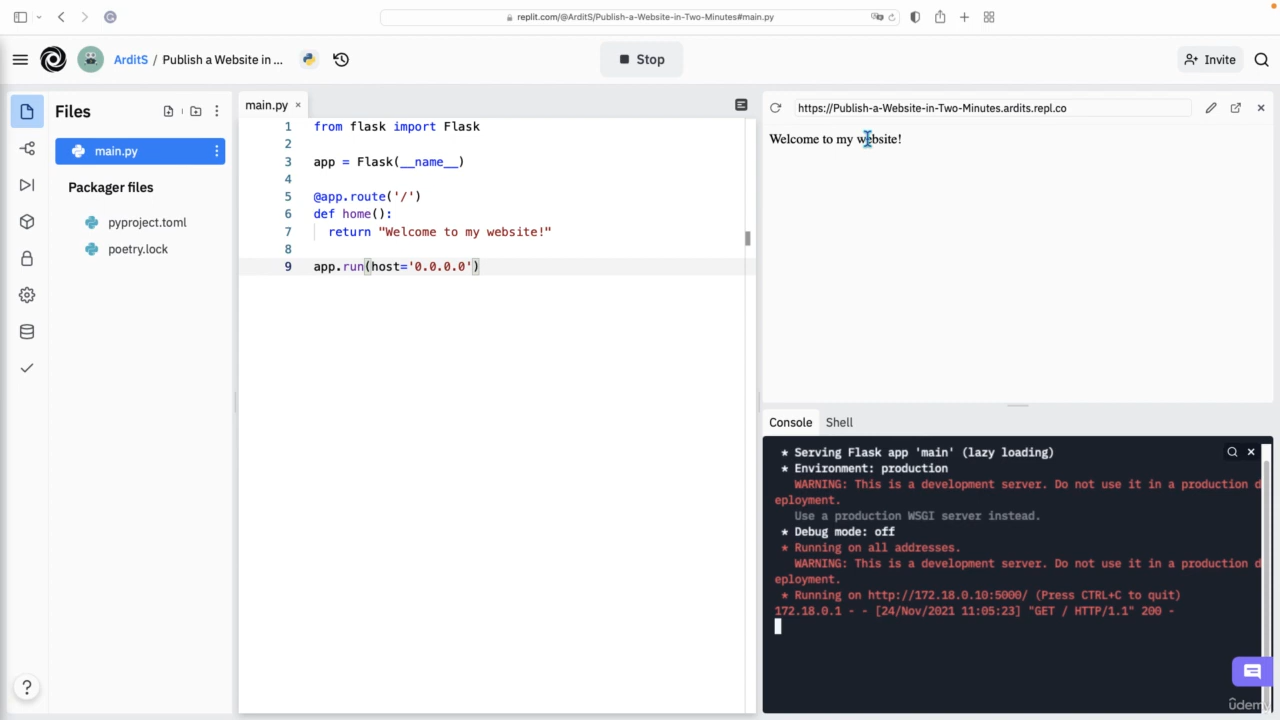 replit.com/@ArditS/Publish-a-Website-in-Two-Minutes#main.py
ArditS / Publish a Website in ...
Stop
Invite
Files
main.py
Packager files
pyproject.toml
poetry.lock
main.py ×
1 from flask import Flask
2
3 app = Flask(__name__)
4
5 @app.route('/')
6 def home():
7 return "Welcome to my website!"
8
9 app.run(host='0.0.0.0')
https://Publish-a-Website-in-Two-Minutes.ardits.repl.co
Welcome to my website!
Console Shell
* Serving Flask app 'main' (lazy loading)
* Environment: production
WARNING: This is a development server. Do not use it in a production d
eployment.
Use a production WSGI server instead.
* Debug mode: off
* Running on all addresses.
WARNING: This is a development server. Do not use it in a production d
eployment.
* Running on http://172.18.0.10:5000/ (Press CTRL+C to quit)
172.18.0.1 - - [24/Nov/2021 11:05:23] "GET / HTTP/1.1" 200 -
?
ûdemy